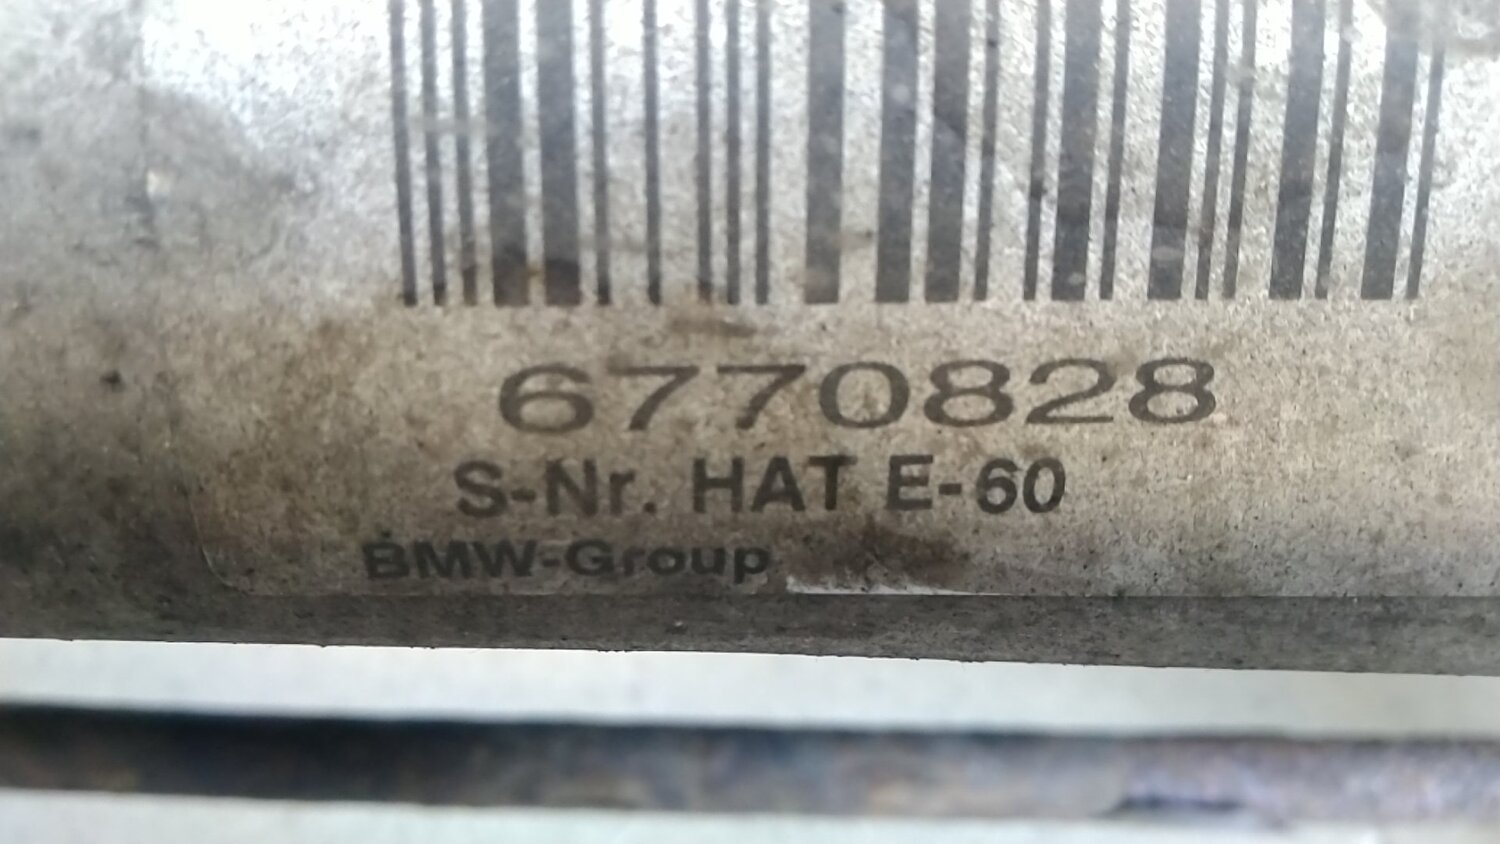 6770828
S-Nr. HAT E-60
BMW-Group